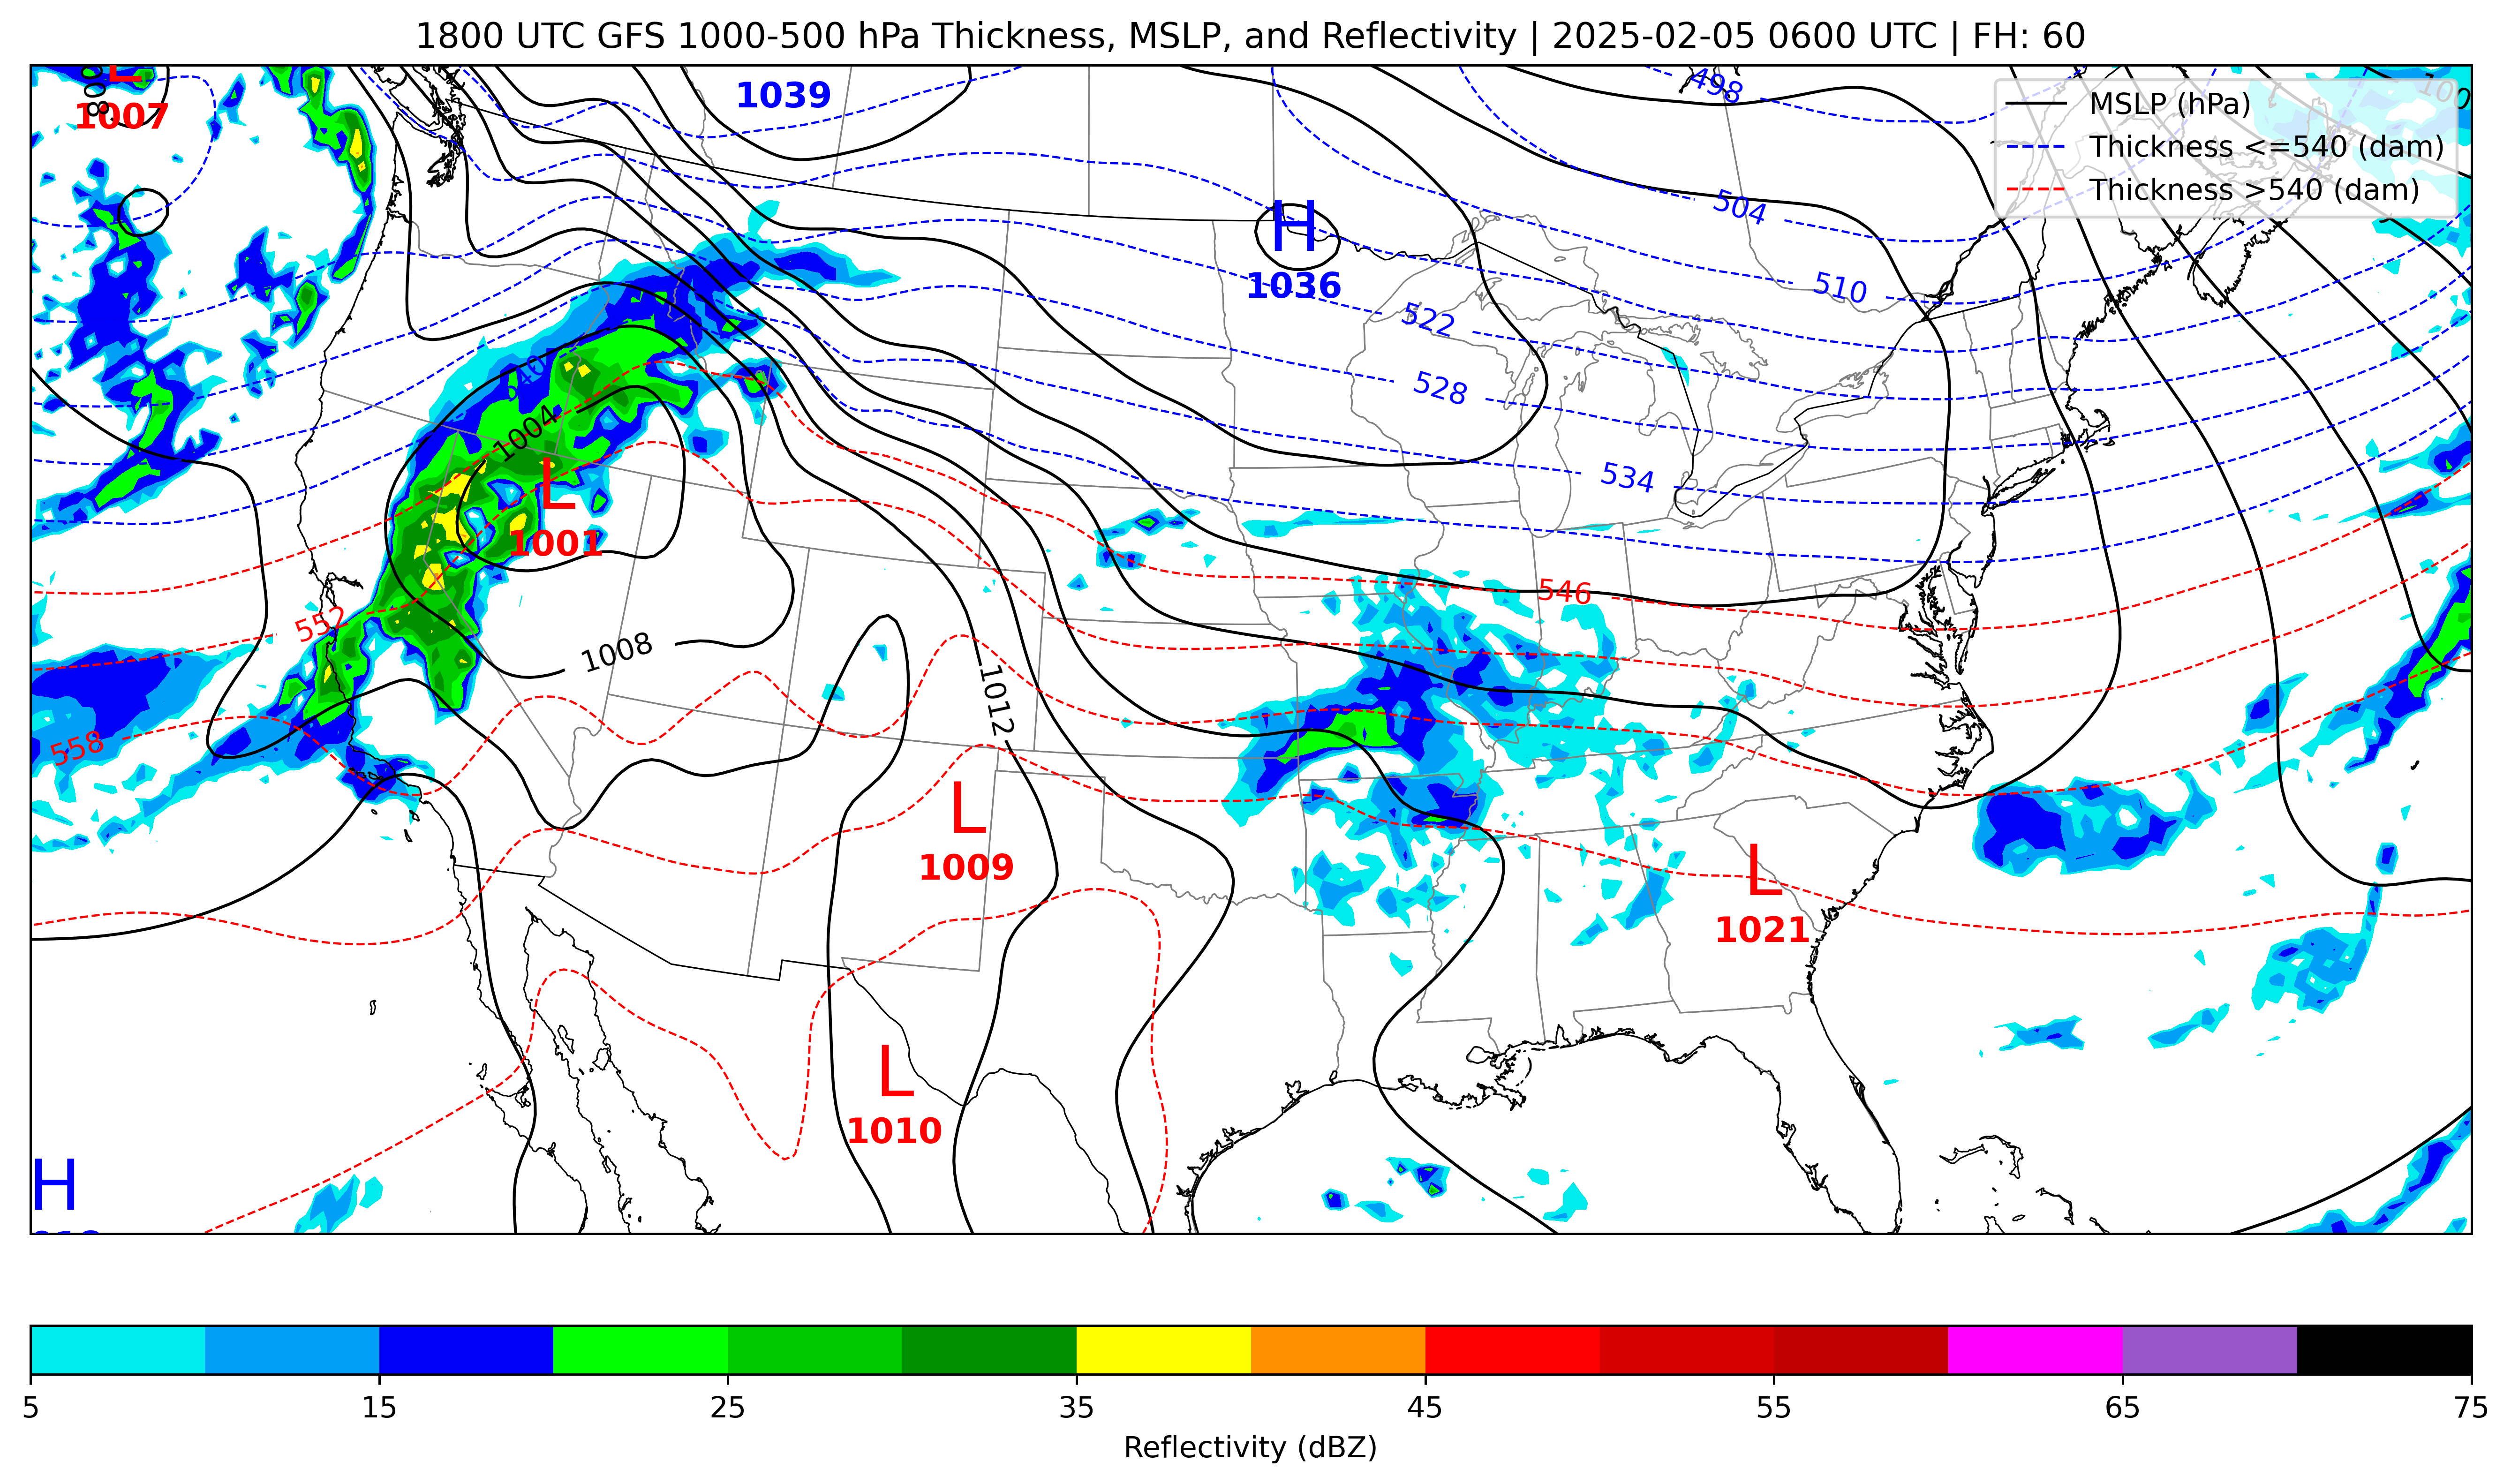 1800 UTC GFS 1000-500 hPa Thickness, MSLP, and Reflectivity | 2025-02-05 0600 UTC | FH: 60
L
1007
1039
498
MSLP (hPa)
Thickness <=540 (dam)
Thickness >540 (dam)
504
H
1036
510
522
528
540
1004
534
L
1001
546
552
1008
1012
558
L
1009
L
1021
L
1010
H
5
15
25
35
45
55
65
75
Reflectivity (dBZ)